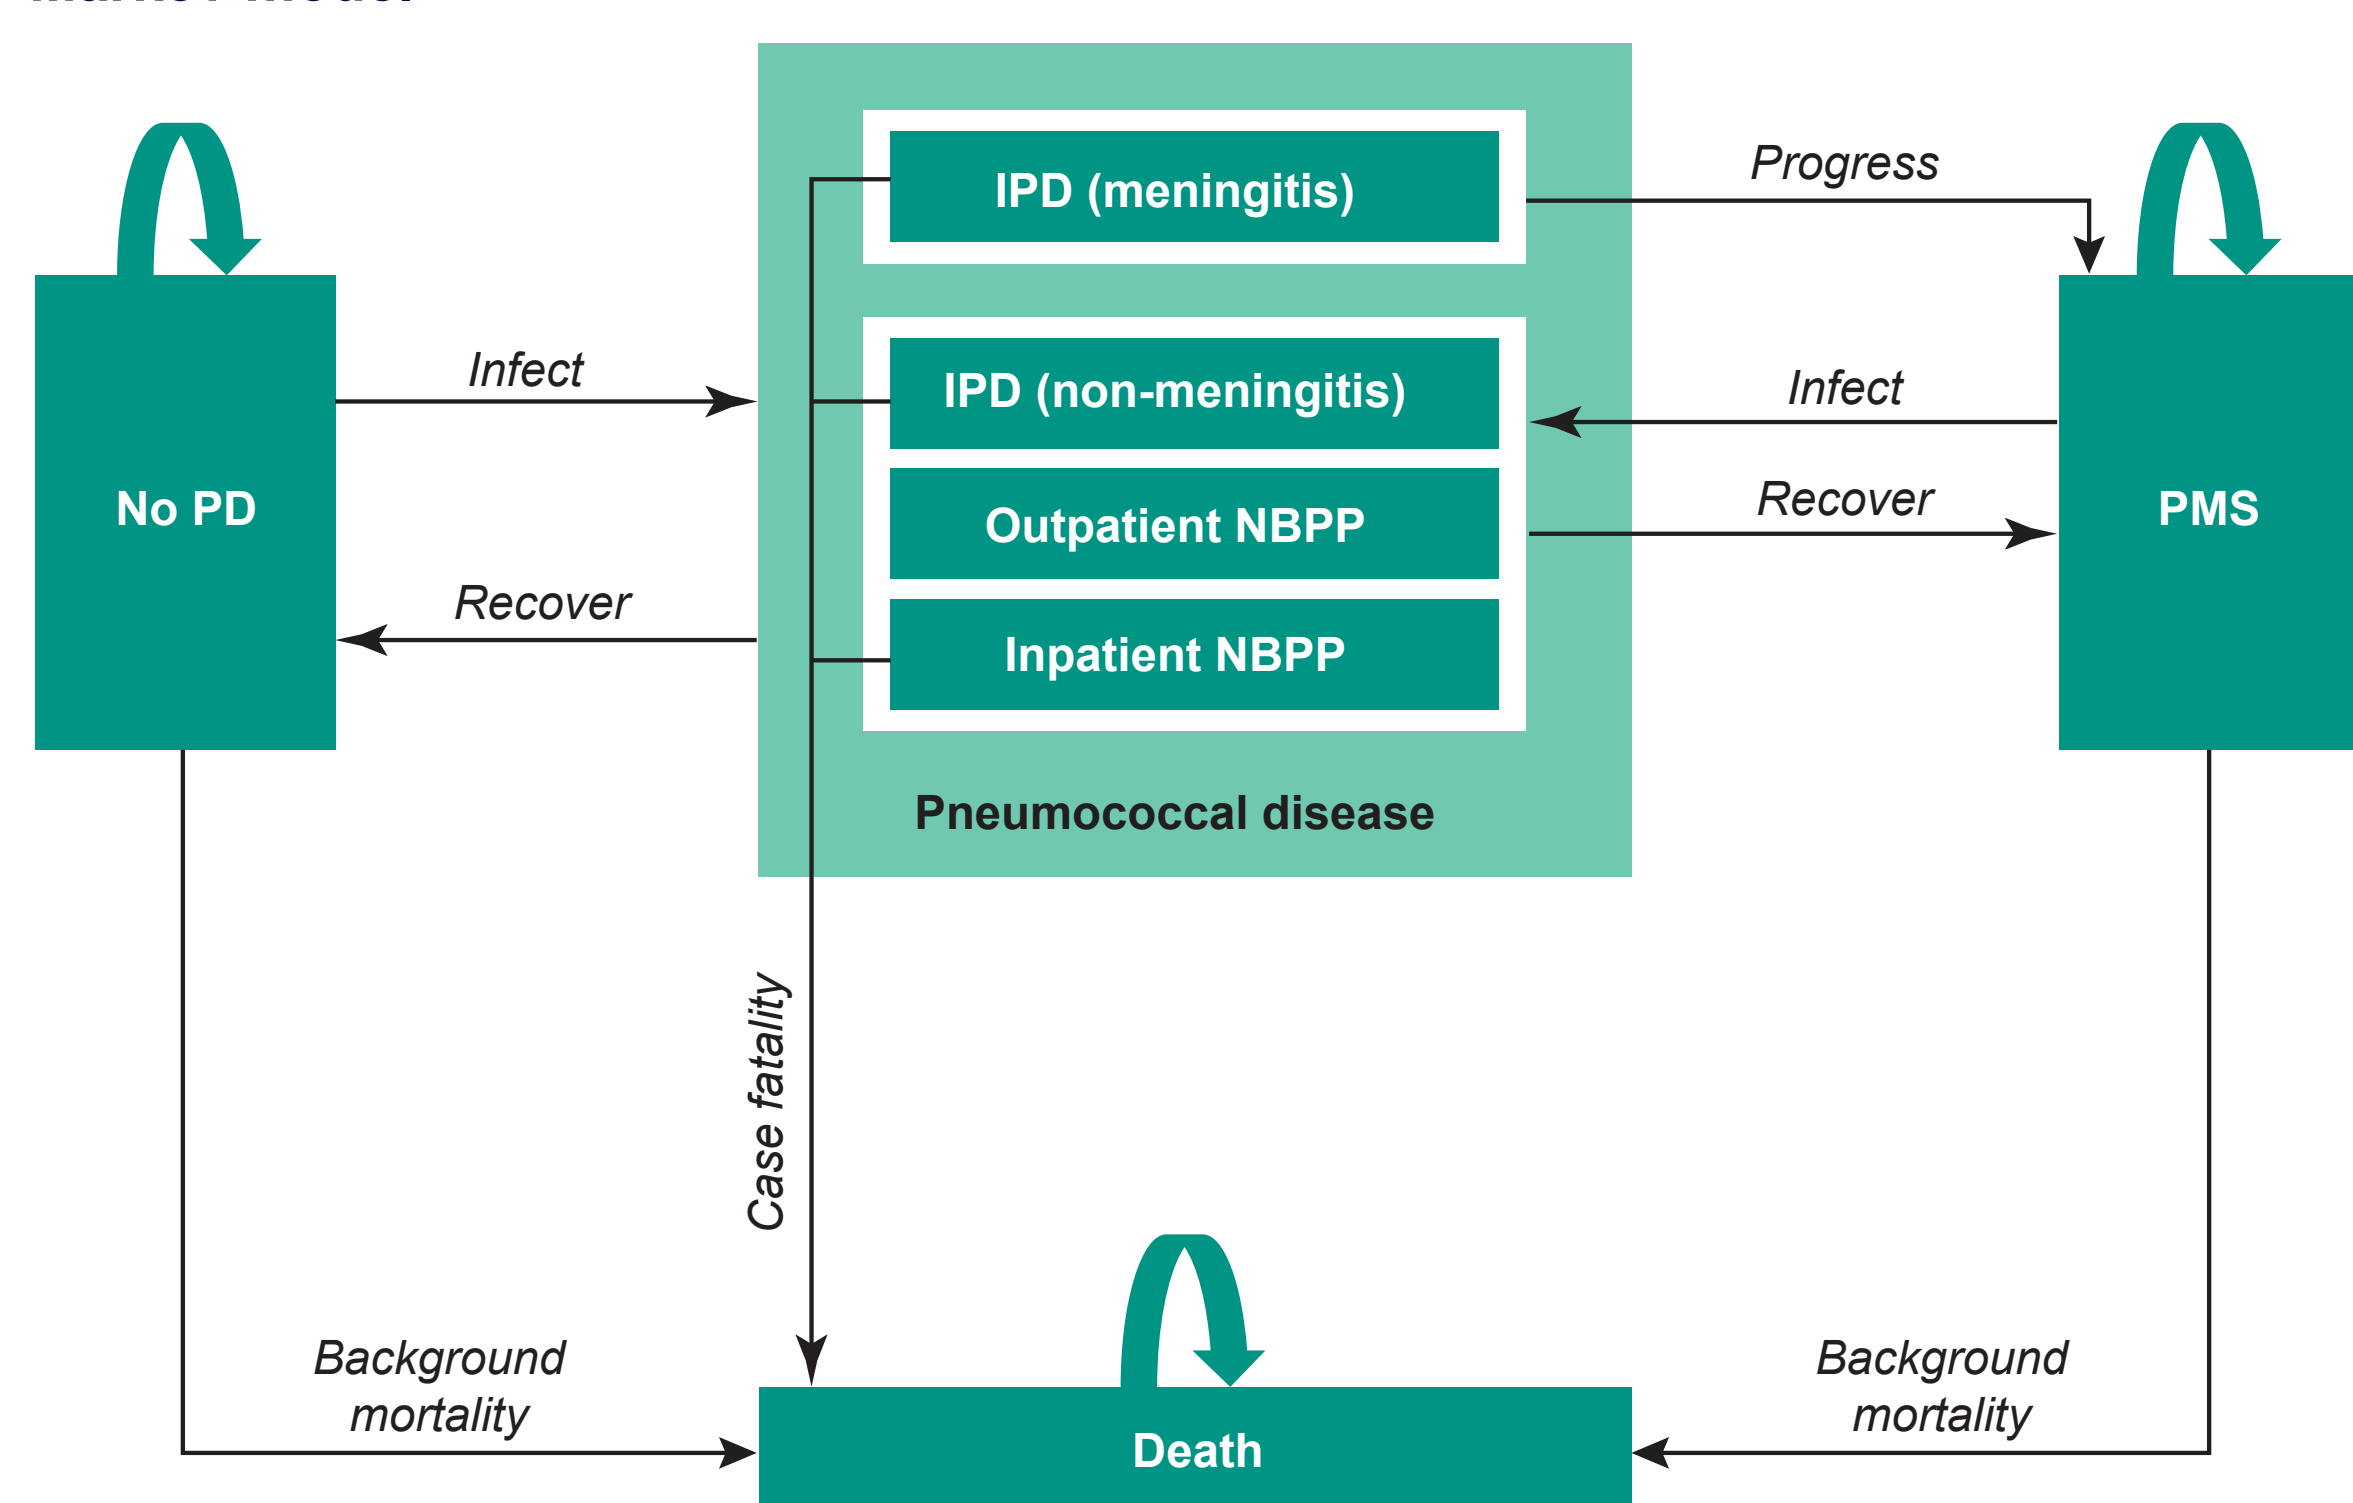 Progress
IPD (meningitis)
Infect
IPD (non-meningitis)
Infect
No PD
Outpatient NBPP
Recover
PMS
Recover
Inpatient NBPP
Pneumococcal disease
Case fatality
Background
mortality
Background
mortality
Death